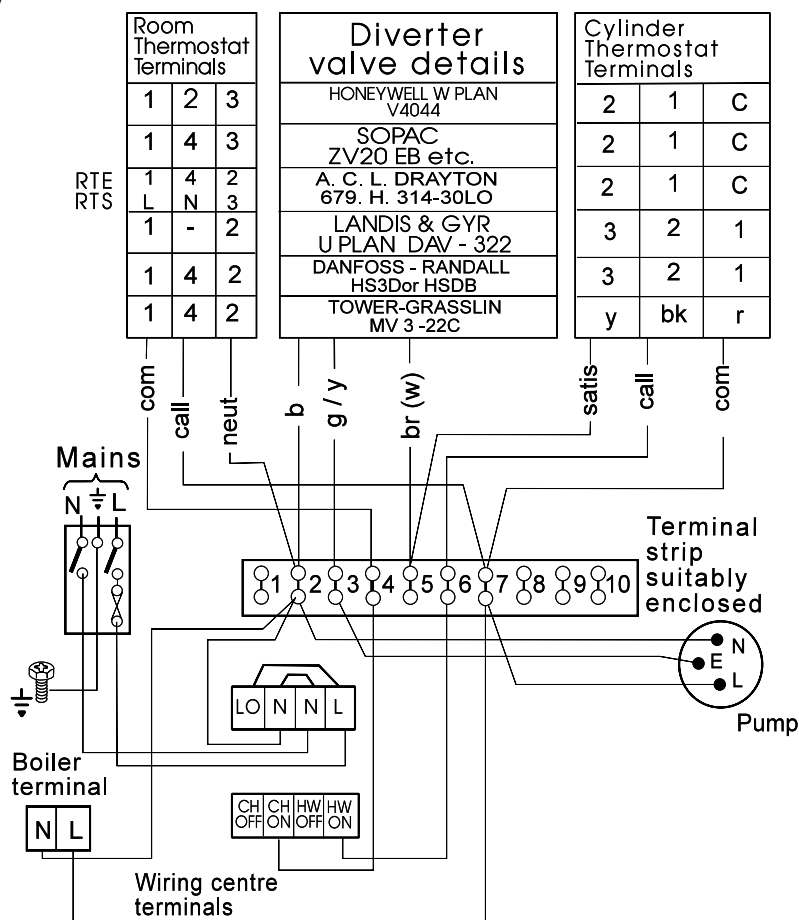 Room
Thermostat
Terminals
1 2 3
1 4 3
RTE 1 4 2
RTS L N 3
1 - 2
1 4 2
1 4 2
Diverter
valve details
HONEYWELL W PLAN
V4044
SOPAC
ZV20 EB etc.
A. C. L. DRAYTON
679. H. 314-30LO
LANDIS & GYR
U PLAN DAV - 322
DANFOSS - RANDALL
HS3Dor HSDB
TOWER-GRASSLIN
MV 3 -22C
Cylinder
Thermostat
Terminals
2 1 C
2 1 C
2 1 C
3 2 1
3 2 1
y bk r
com
call
neut
b
g / y
br (w)
satis
call
com
Mains
N L
1 2 3 4 5 6 7 8 9 10
Terminal
strip
suitably
enclosed
N
E
L
Pump
LO N N L
Boiler
terminal
N L
CH CH HW HW
OFF ON OFF ON
Wiring centre
terminals